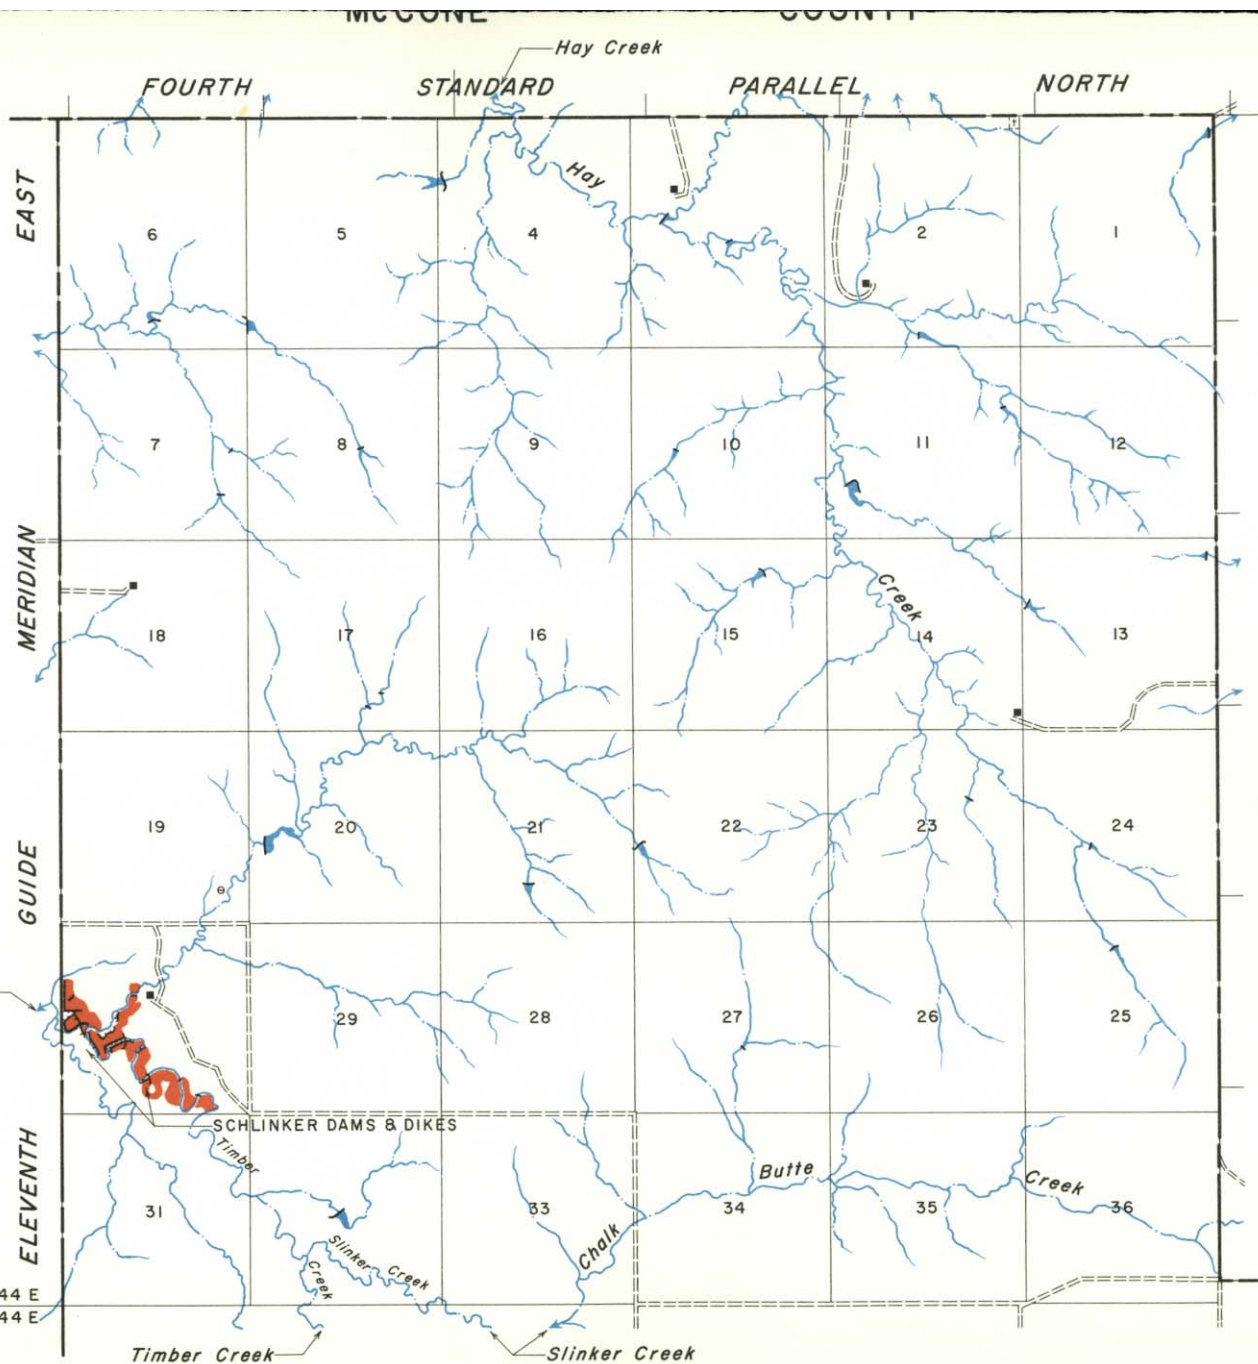 McCONE COUNTY
Hay Creek
FOURTH STANDARD PARALLEL NORTH
EAST
Hay
6 5 4 2 1
7 8 9 10 11 12
MERIDIAN
Creek
18 17 16 15 14 13
19 20 21 22 23 24
GUIDE
29 28 27 26 25
SCHLINKER DAMS & DIKES
ELEVENTH
Timber
Butte
Creek
31 33 34 35 36
Chalk
Slinker Creek
Creek
44 E
44 E
Timber Creek
Slinker Creek